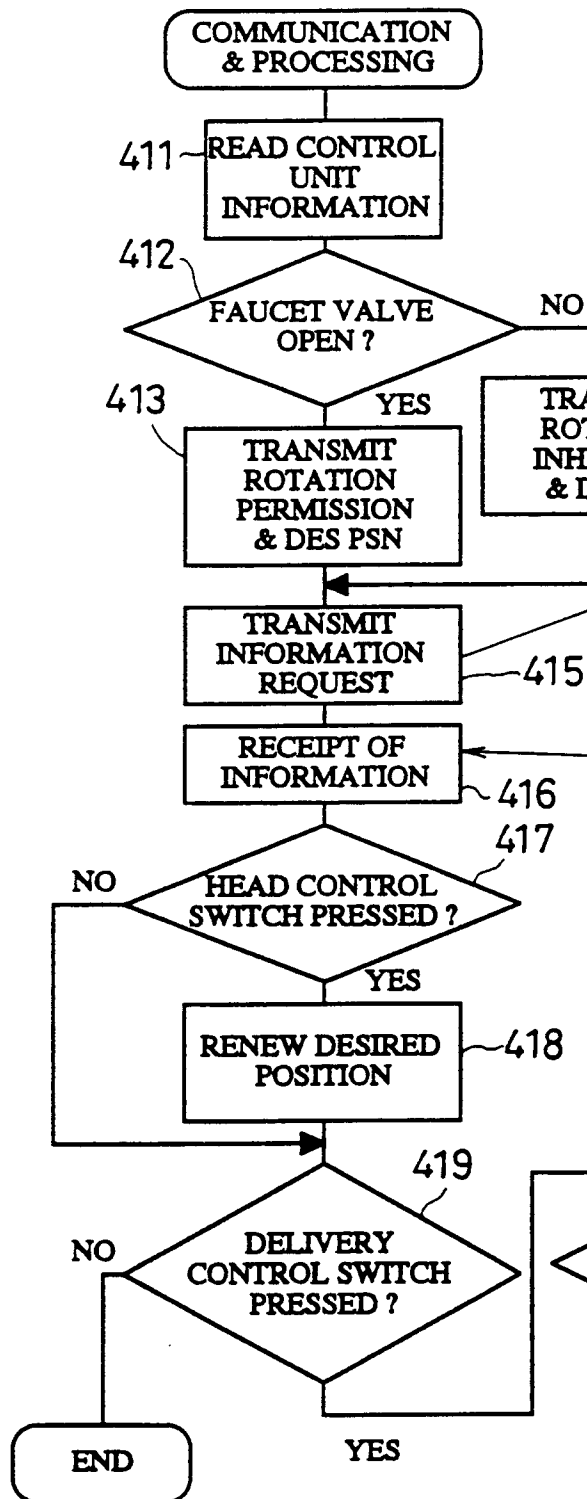 COMMUNICATION
& PROCESSING
411
READ CONTROL
UNIT
INFORMATION
412
FAUCET VALVE
OPEN ?
NO
YES
413
TRANSMIT
ROTATION
PERMISSION
& DES PSN
TRANSMIT
INFORMATION
REQUEST
415
RECEIPT OF
INFORMATION
416
417
NO
HEAD CONTROL
SWITCH PRESSED ?
YES
RENEW DESIRED
POSITION
418
419
NO
DELIVERY
CONTROL SWITCH
PRESSED ?
YES
END